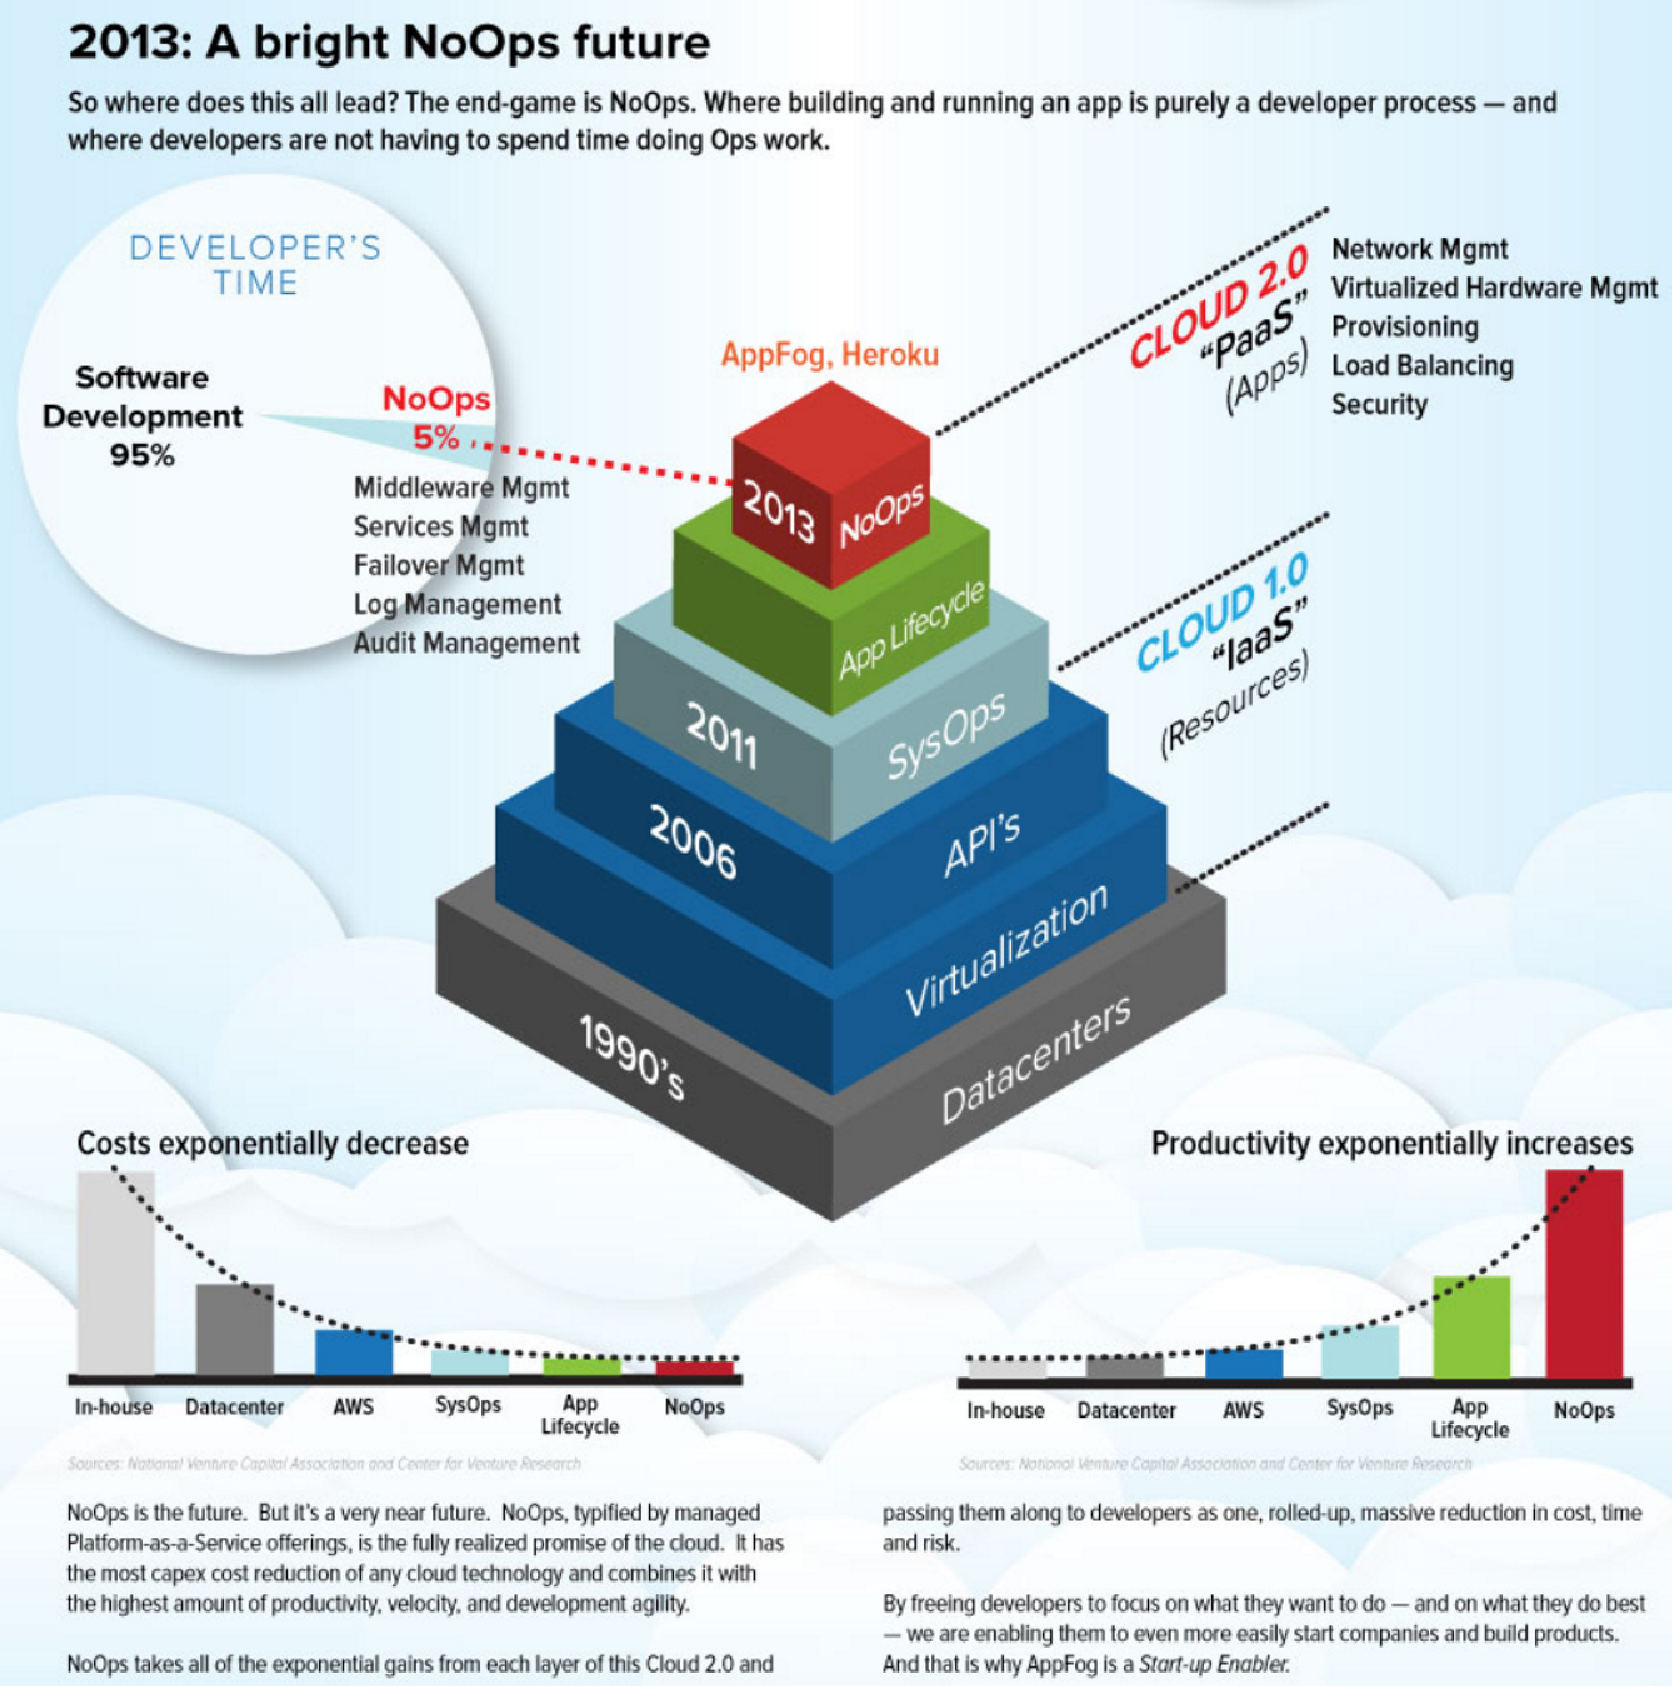 2013: A bright NoOps future
So where does this all lead? The end-game is NoOps. Where building and running an app is purely a developer process — and
where developers are not having to spend time doing Ops work.
DEVELOPER'S
TIME
Software
Development
95%
NoOps
5%
Middleware Mgmt
Services Mgmt
Failover Mgmt
Log Management
Audit Management
AppFog, Heroku
2013
NoOps
App Lifecycle
2011
SysOps
2006
API's
Virtualization
1990's
Datacenters
CLOUD 2.0
“PaaS”
(Apps)
Network Mgmt
Virtualized Hardware Mgmt
Provisioning
Load Balancing
Security
CLOUD 1.0
“IaaS”
(Resources)
Costs exponentially decrease
In-house
Datacenter
AWS
SysOps
App
Lifecycle
NoOps
Sources: National Venture Capital Association and Center for Venture Research
Productivity exponentially increases
In-house
Datacenter
AWS
SysOps
App
Lifecycle
NoOps
Sources: National Venture Capital Association and Center for Venture Research
NoOps is the future. But it's a very near future. NoOps, typified by managed
Platform-as-a-Service offerings, is the fully realized promise of the cloud. It has
the most capex cost reduction of any cloud technology and combines it with
the highest amount of productivity, velocity, and development agility.
NoOps takes all of the exponential gains from each layer of this Cloud 2.0 and
passing them along to developers as one, rolled-up, massive reduction in cost, time
and risk.
By freeing developers to focus on what they want to do — and on what they do best
— we are enabling them to even more easily start companies and build products.
And that is why AppFog is a Start-up Enabler.